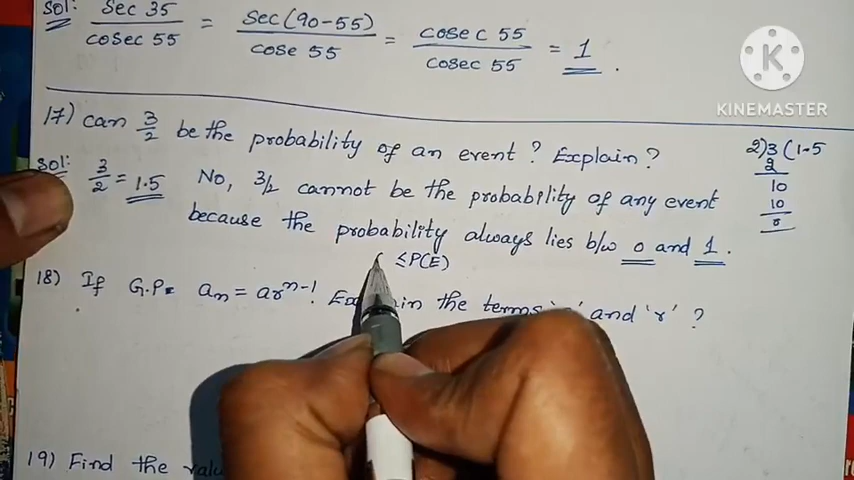 Sol: sec 35 / cosec 55 = sec(90-55) / cose 55 = cosec 55 / cosec 55 = 1.
KINEMASTER
17) can 3/2 be the probability of an event? Explain?
Sol: 3/2 = 1.5 No, 3/2 cannot be the probability of any event
because the probability always lies b/w 0 and 1.
≤P(E)
2)3(1.5
2
10
10
0
18) If G.P. an = ar^n-1. the terms and 'r' ?
19) Find the